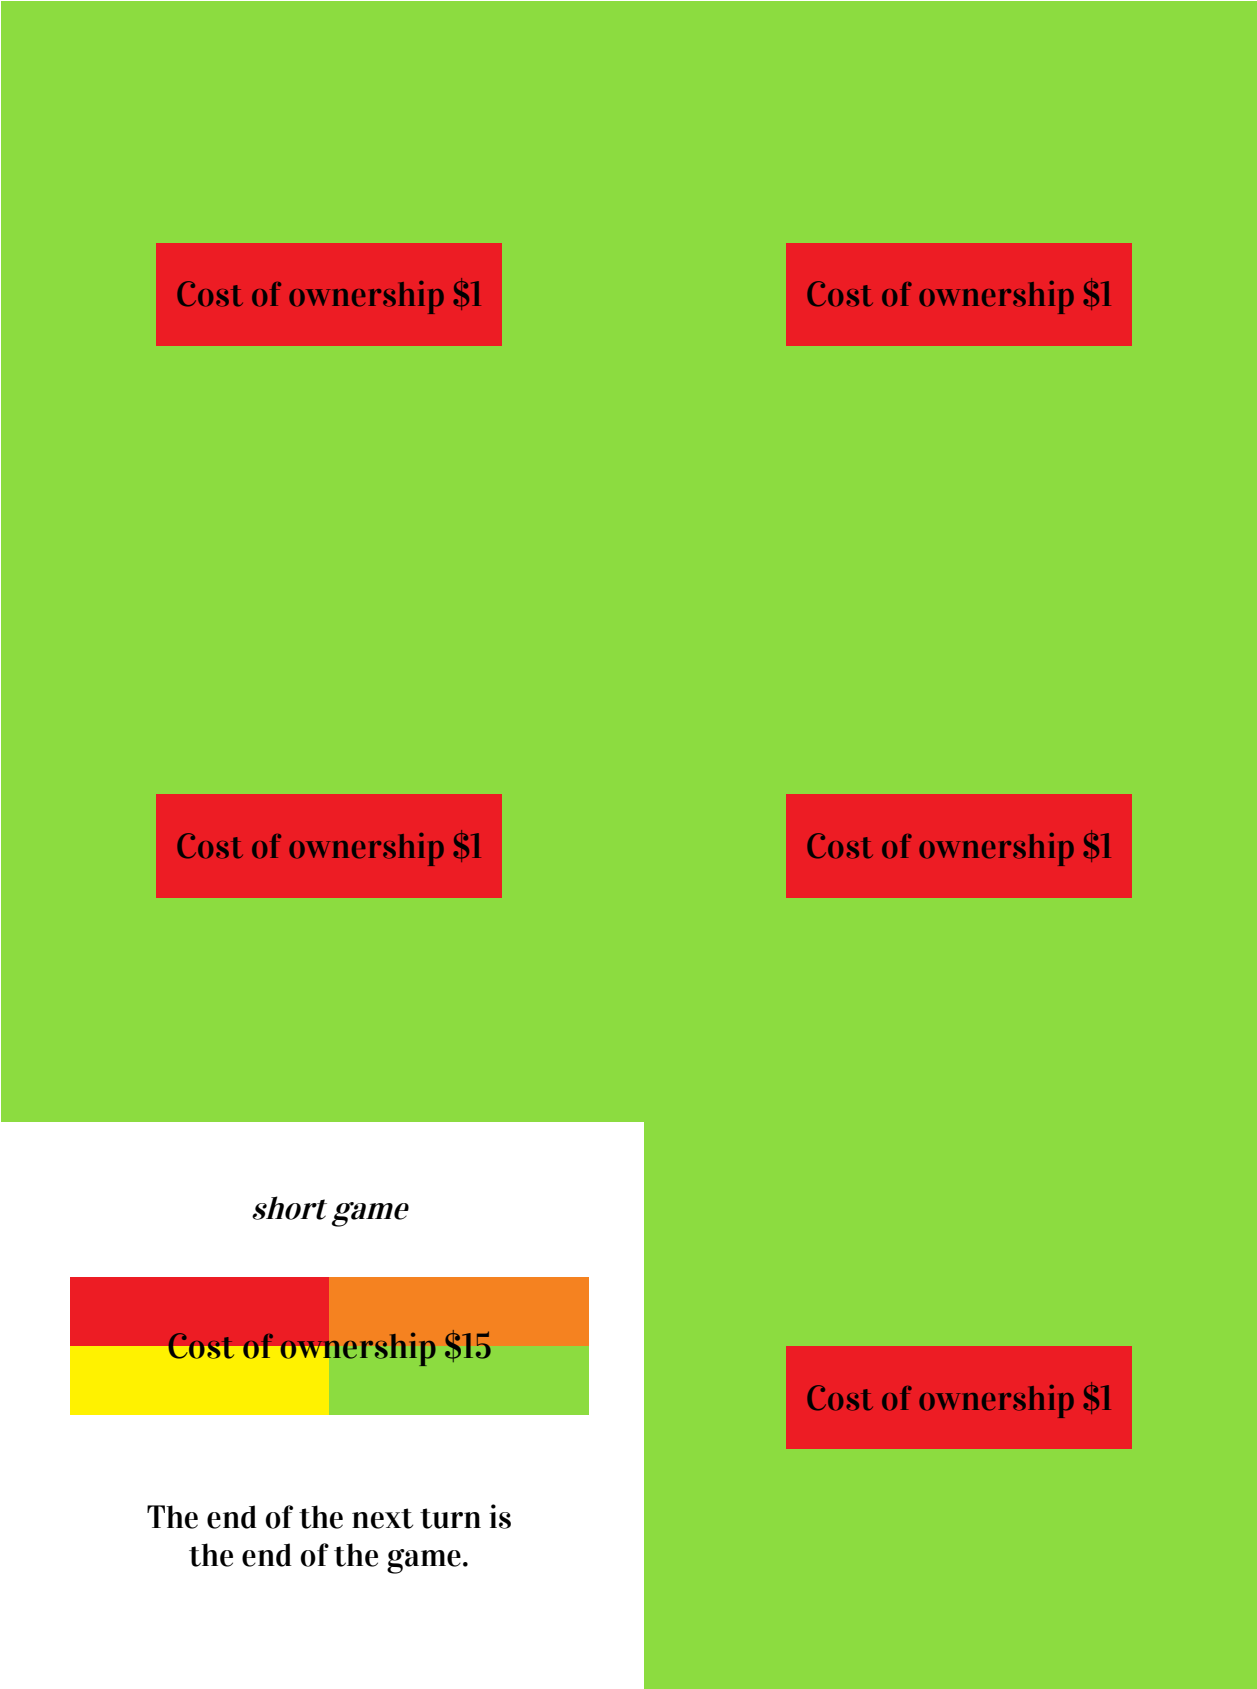 Cost of ownership $1
Cost of ownership $1
Cost of ownership $1
Cost of ownership $1
short game
Cost of ownership $15
The end of the next turn is
the end of the game.
Cost of ownership $1